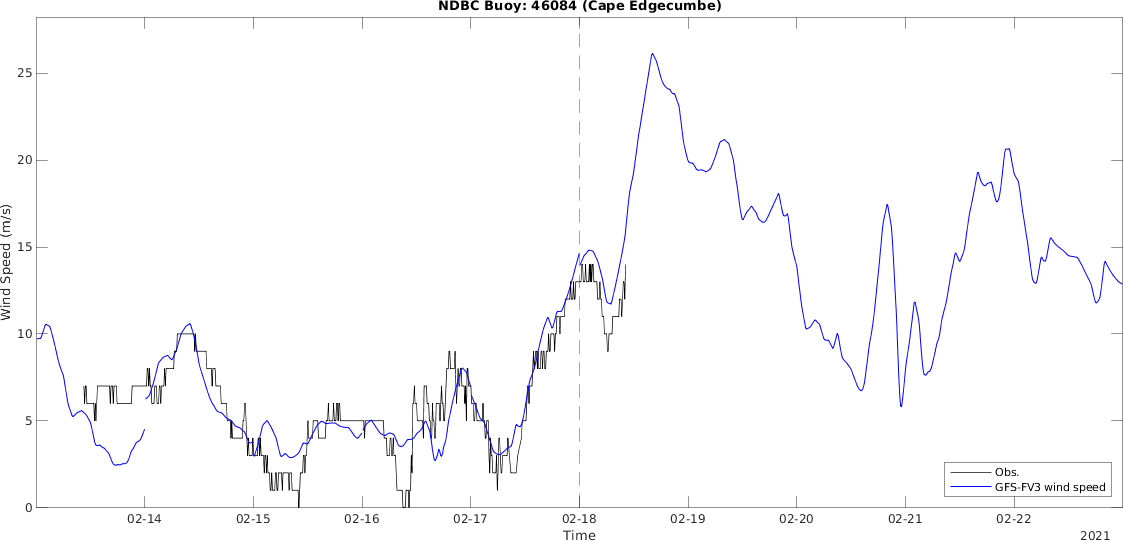 NDBC Buoy: 46084 (Cape Edgecumbe)
Wind Speed (m/s)
25
20
15
10
5
0
Obs.
GFS-FV3 wind speed
02-14 02-15 02-16 02-17 02-18 02-19 02-20 02-21 02-22
Time
2021